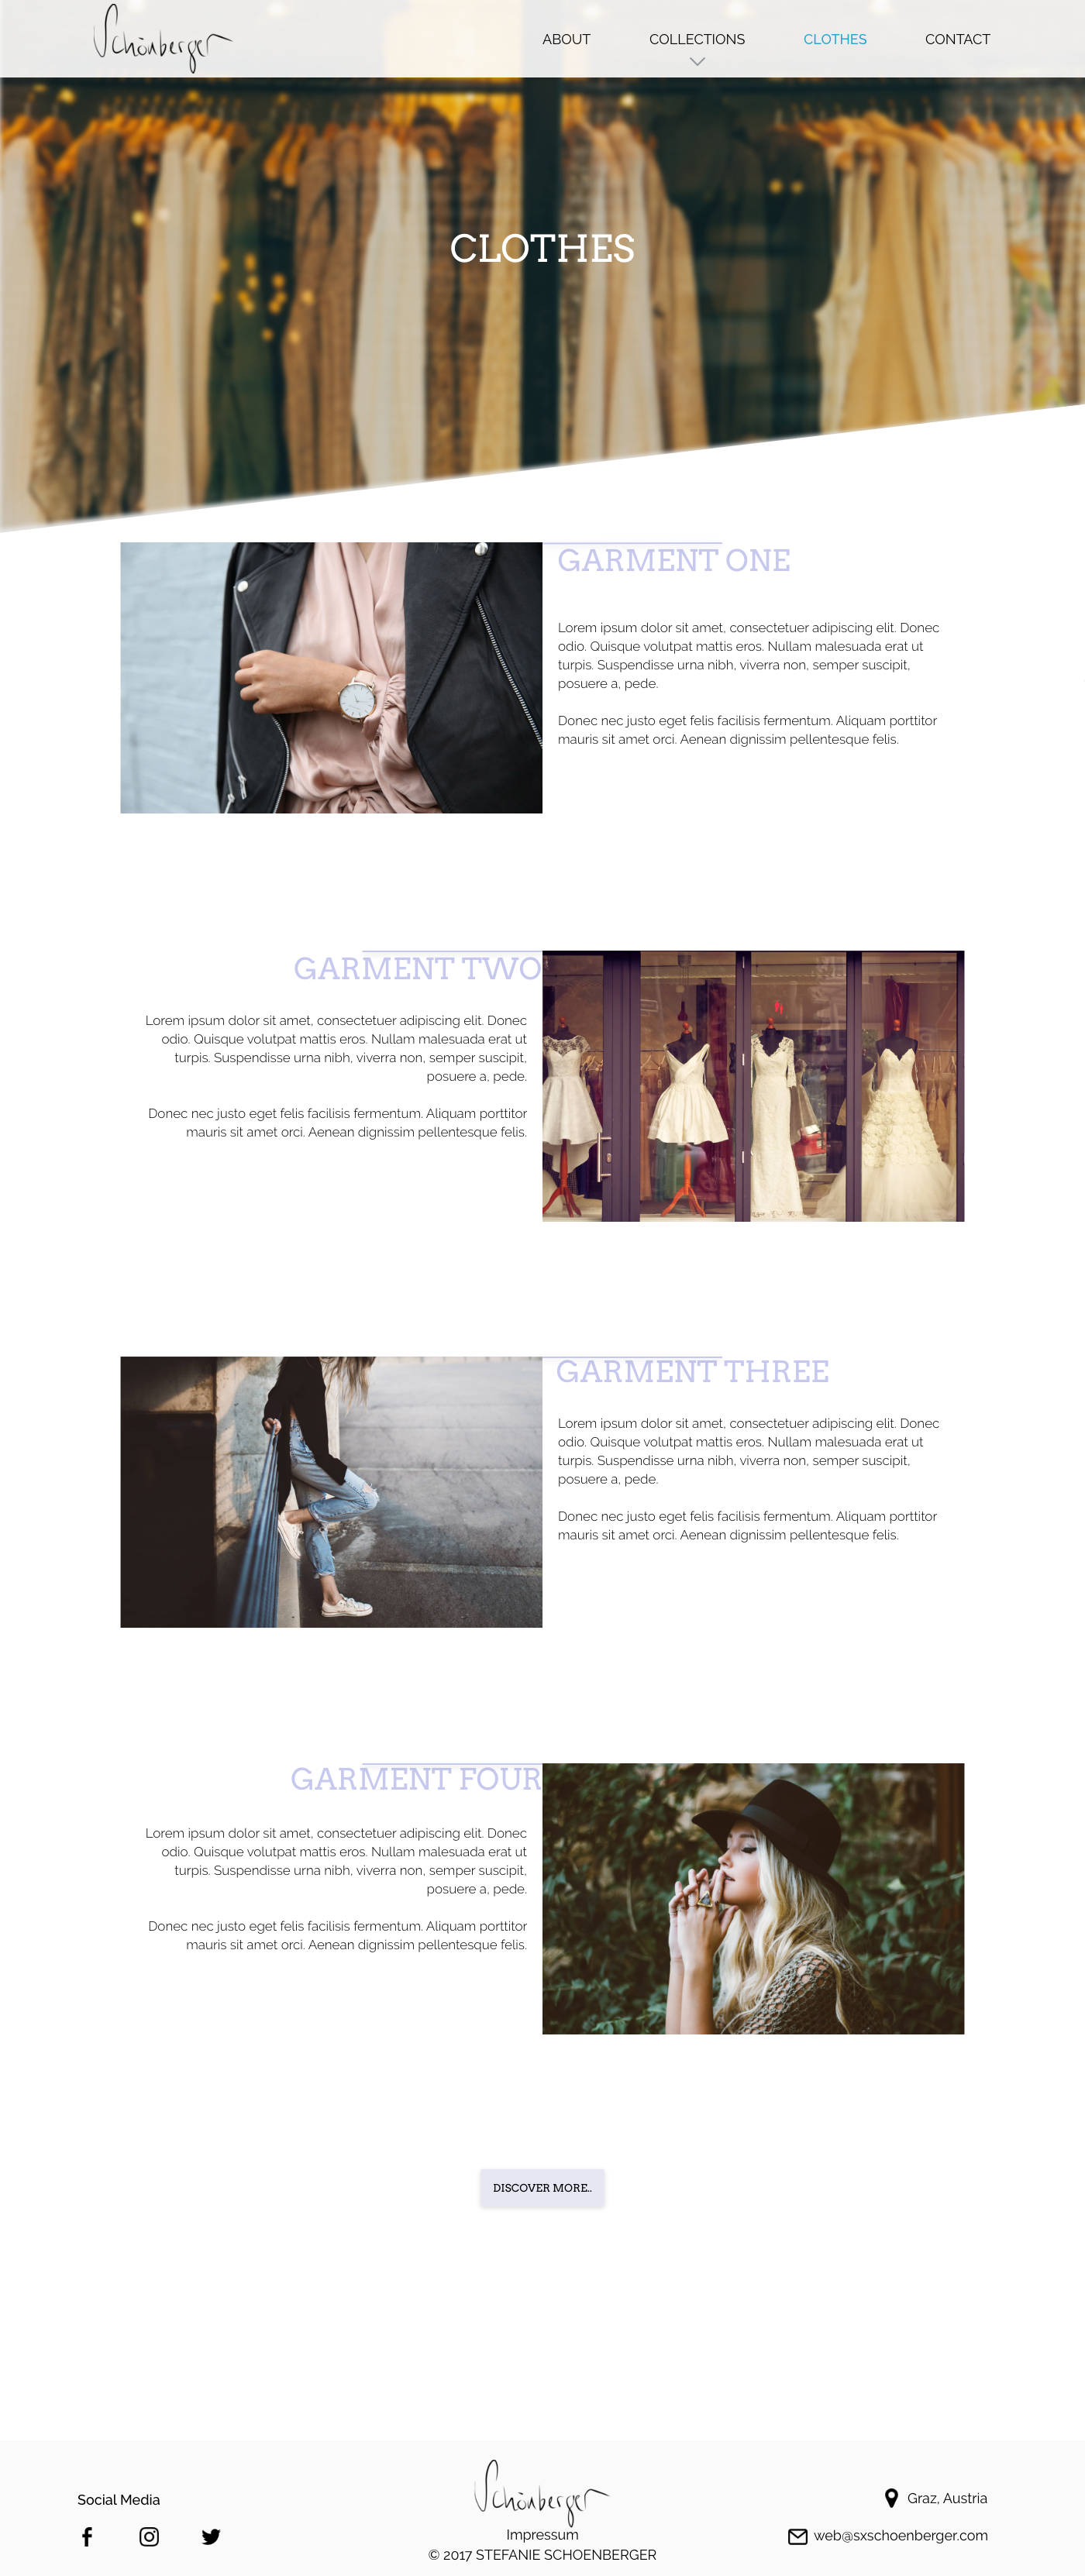 Schönberger
ABOUT
COLLECTIONS
CLOTHES
CONTACT
CLOTHES
GARMENT ONE
Lorem ipsum dolor sit amet, consectetuer adipiscing elit. Donec
odio. Quisque volutpat mattis eros. Nullam malesuada erat ut
turpis. Suspendisse urna nibh, viverra non, semper suscipit,
posuere a, pede.
Donec nec justo eget felis facilisis fermentum. Aliquam porttitor
mauris sit amet orci. Aenean dignissim pellentesque felis.
GARMENT TWO
Lorem ipsum dolor sit amet, consectetuer adipiscing elit. Donec
odio. Quisque volutpat mattis eros. Nullam malesuada erat ut
turpis. Suspendisse urna nibh, viverra non, semper suscipit,
posuere a, pede.
Donec nec justo eget felis facilisis fermentum. Aliquam porttitor
mauris sit amet orci. Aenean dignissim pellentesque felis.
GARMENT THREE
Lorem ipsum dolor sit amet, consectetuer adipiscing elit. Donec
odio. Quisque volutpat mattis eros. Nullam malesuada erat ut
turpis. Suspendisse urna nibh, viverra non, semper suscipit,
posuere a, pede.
Donec nec justo eget felis facilisis fermentum. Aliquam porttitor
mauris sit amet orci. Aenean dignissim pellentesque felis.
GARMENT FOUR
Lorem ipsum dolor sit amet, consectetuer adipiscing elit. Donec
odio. Quisque volutpat mattis eros. Nullam malesuada erat ut
turpis. Suspendisse urna nibh, viverra non, semper suscipit,
posuere a, pede.
Donec nec justo eget felis facilisis fermentum. Aliquam porttitor
mauris sit amet orci. Aenean dignissim pellentesque felis.
DISCOVER MORE..
Social Media
Schönberger
Impressum
© 2017 STEFANIE SCHOENBERGER
Graz, Austria
web@sxschoenberger.com